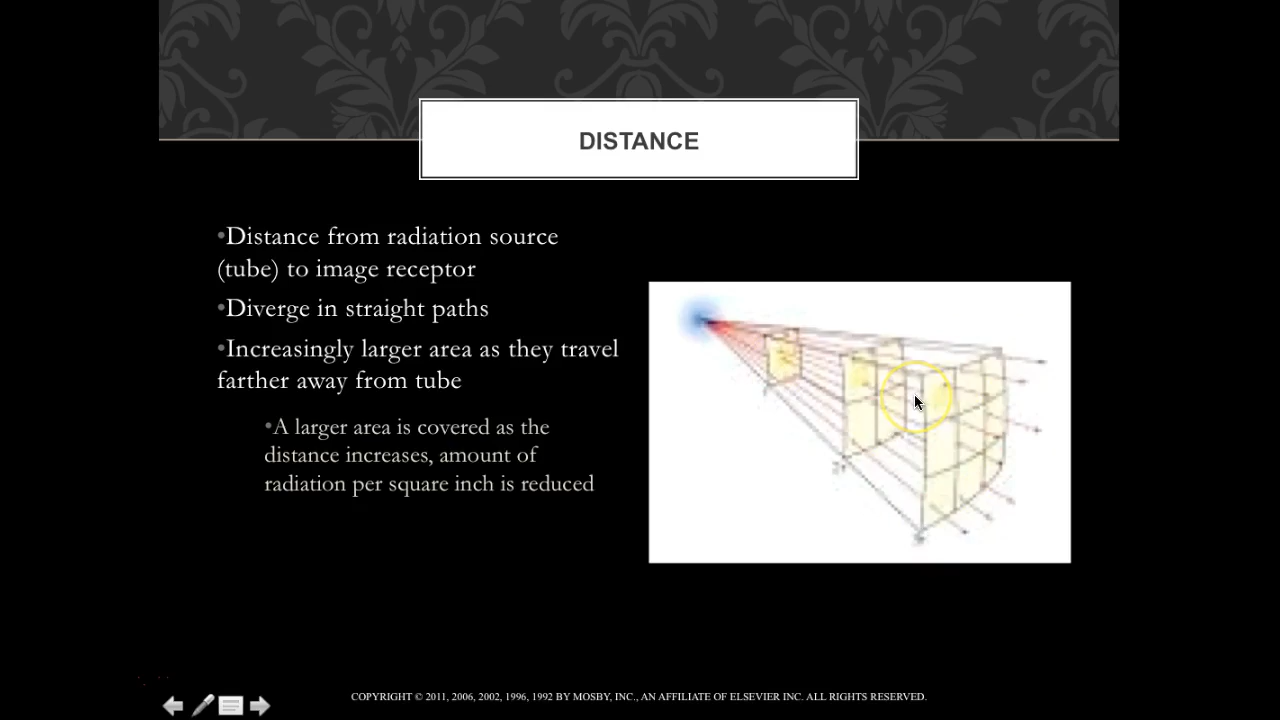 DISTANCE
•Distance from radiation source
(tube) to image receptor
•Diverge in straight paths
•Increasingly larger area as they travel
farther away from tube
•A larger area is covered as the
distance increases, amount of
radiation per square inch is reduced
COPYRIGHT © 2011, 2006, 2002, 1996, 1992 BY MOSBY, INC., AN AFFILIATE OF ELSEVIER INC. ALL RIGHTS RESERVED.